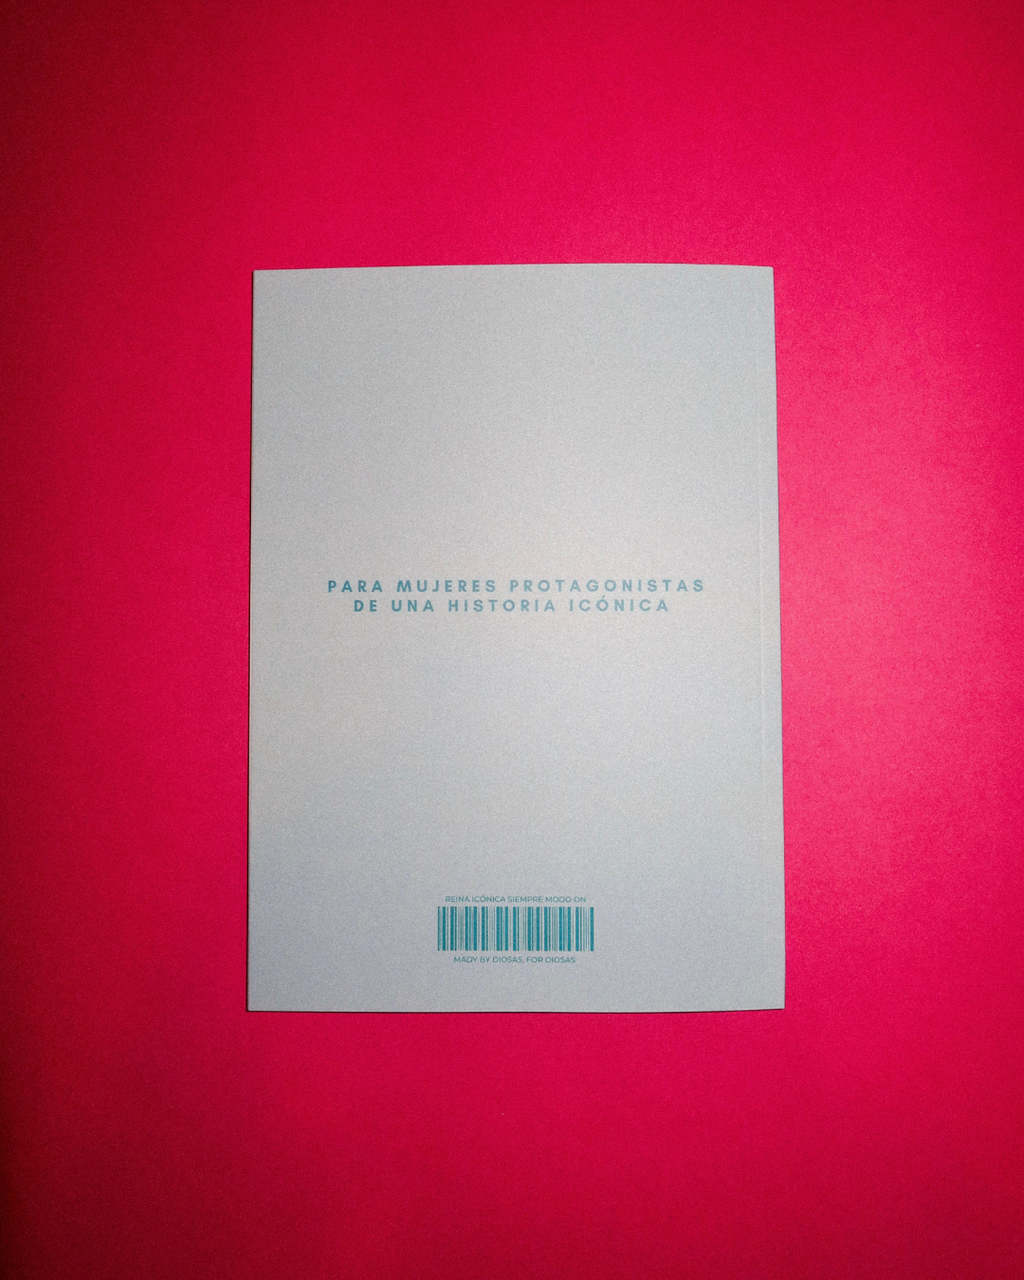 PARA MUJERES PROTAGONISTAS
DE UNA HISTORIA ICÓNICA
REINA ICÓNICA SIEMPRE MODO ON
MADY BY DIOSAS, FOR DIOSAS